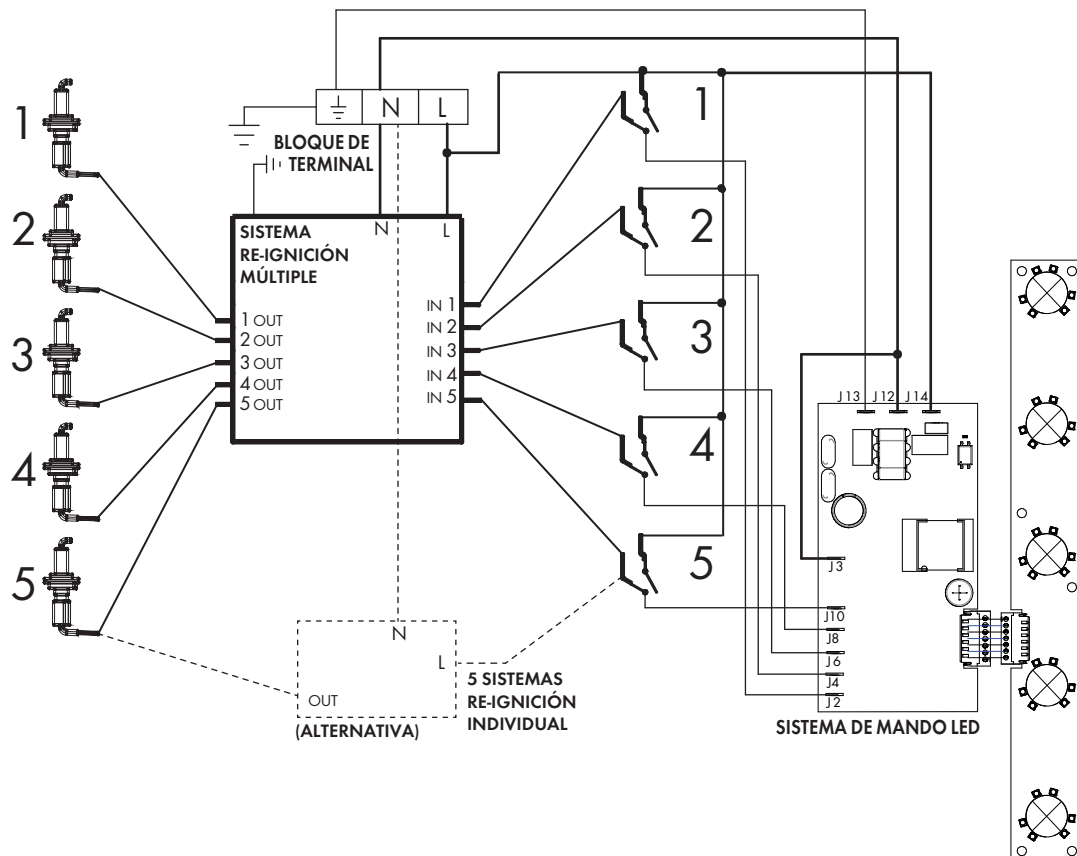 N L
BLOQUE DE
TERMINAL
1
2
3
4
5
SISTEMA
RE-IGNICIÓN
MÚLTIPLE
N L
1 OUT
2 OUT
3 OUT
4 OUT
5 OUT
IN 1
IN 2
IN 3
IN 4
IN 5
1
2
3
4
5
J13 J12 J14
J3
J10
J8
J6
J4
J2
SISTEMA DE MANDO LED
N
L
OUT
(ALTERNATIVA)
5 SISTEMAS
RE-IGNICIÓN
INDIVIDUAL